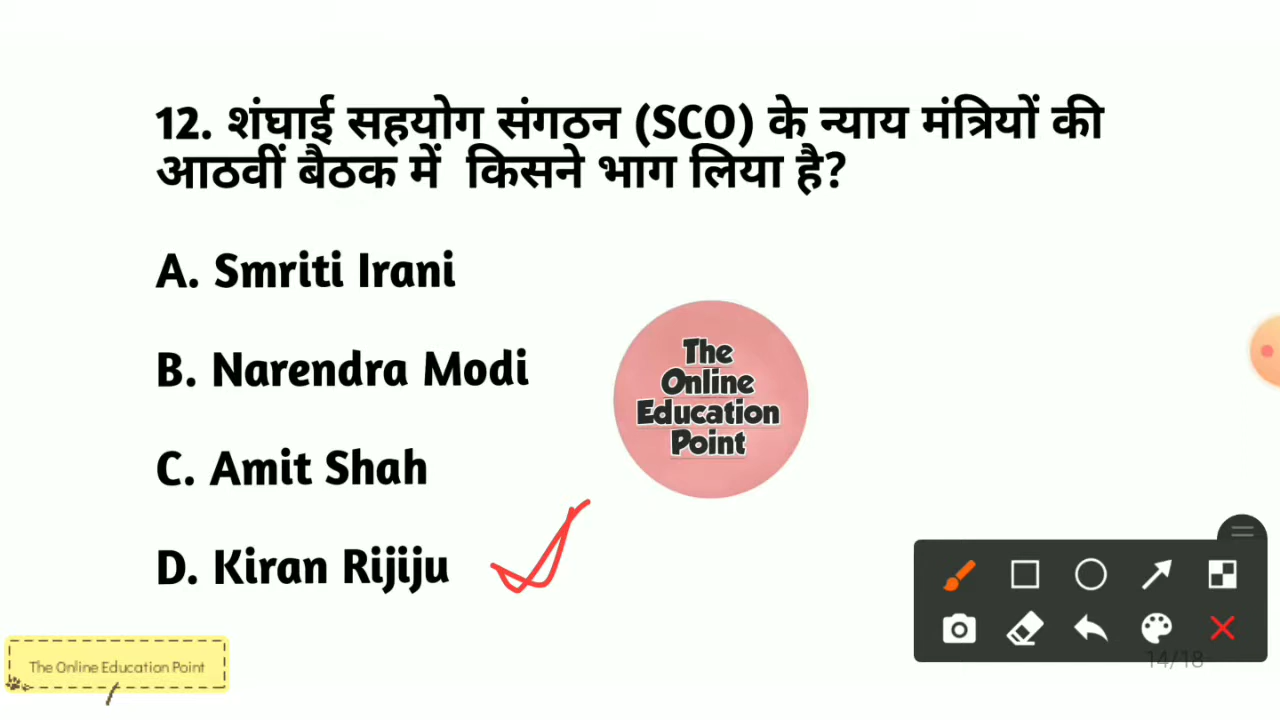 12. शंघाई सहयोग संगठन (SCO) के न्याय मंत्रियों की
आठवीं बैठक में किसने भाग लिया है?
A. Smriti Irani
B. Narendra Modi
C. Amit Shah
D. Kiran Rijiju
The
Online
Education
Point
14/18
The Online Education Point